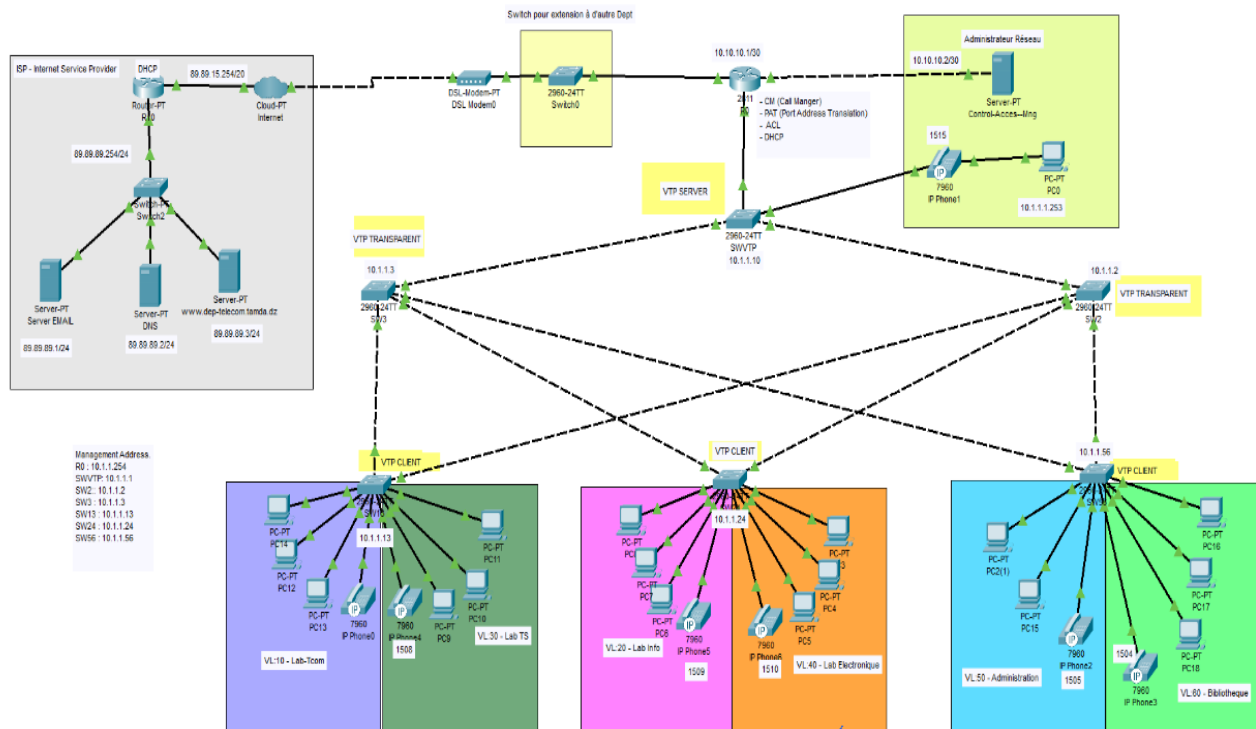 Switch pour extension à d'autre Dept
ISP - Internet Service Provider
DHCP
Router-PT
89.89.15.254/20
Cloud-PT
Internet
89.89.89.254/24
Switch-PT
Switch2
Server-PT
Server EMAIL
89.89.89.1/24
Server-PT
DNS
89.89.89.2/24
Server-PT
www.dep-telecom.tamda.dz
89.89.89.3/24
DSL-Modem-PT
DSL Modem0
2960-24TT
Switch0
10.10.10.1/30
- CM (Call Manger)
- PAT (Port Address Translation)
- ACL
- DHCP
Administrateur Réseau
10.10.10.2/30
Server-PT
Control-Acces--Mng
1515
IP
7960
IP Phone1
PC-PT
PC0
10.1.1.1.253
VTP SERVER
2960-24TT
SWVTP
10.1.1.10
VTP TRANSPARENT
10.1.1.3
2960-24TT
SW3
10.1.1.2
VTP TRANSPARENT
2960-24TT
SW2
Management Address.
R0 : 10.1.1.254
SWVTP: 10.1.1.1
SW2 : 10.1.1.2
SW3 : 10.1.1.3
SW13 : 10.1.1.13
SW24 : 10.1.1.24
SW56 : 10.1.1.56
VTP CLIENT
10.1.1.13
PC-PT
PC14
PC-PT
PC12
PC-PT
PC13
IP
7960
IP Phone0
IP
7960
IP Phone4
1508
PC-PT
PC9
PC-PT
PC10
PC-PT
PC11
VL:10 - Lab-Tcom
VL:30 - Lab TS
VTP CLIENT
10.1.1.24
PC-PT
PC-PT
PC7
PC-PT
PC6
IP
7960
IP Phone5
1509
IP
7960
IP Phone6
1510
PC-PT
PC5
PC-PT
PC4
PC-PT
VL:20 - Lab Info
VL:40 - Lab Electronique
10.1.1.56
VTP CLIENT
PC-PT
PC2(1)
PC-PT
PC15
IP
7960
IP Phone2
1505
1504
IP
7960
IP Phone3
PC-PT
PC18
PC-PT
PC17
PC-PT
PC16
VL:50 - Administration
VL:60 - Bibliotheque